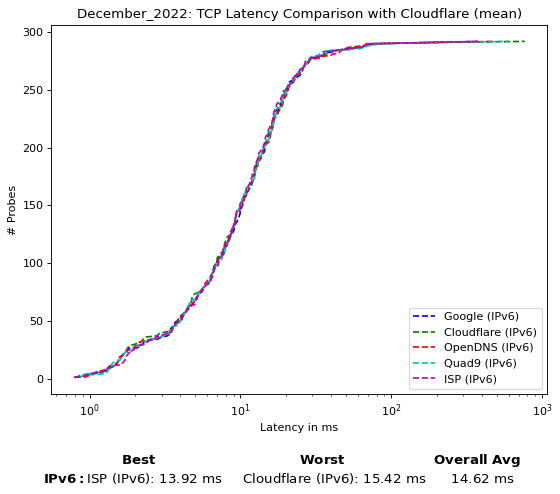 December_2022: TCP Latency Comparison with Cloudflare (mean)
300
250
200
150
100
50
0
# Probes
Google (IPv6)
Cloudflare (IPv6)
OpenDNS (IPv6)
Quad9 (IPv6)
ISP (IPv6)
10⁰ 10¹ 10² 10³
Latency in ms
Best Worst Overall Avg
IPv6: ISP (IPv6): 13.92 ms Cloudflare (IPv6): 15.42 ms 14.62 ms